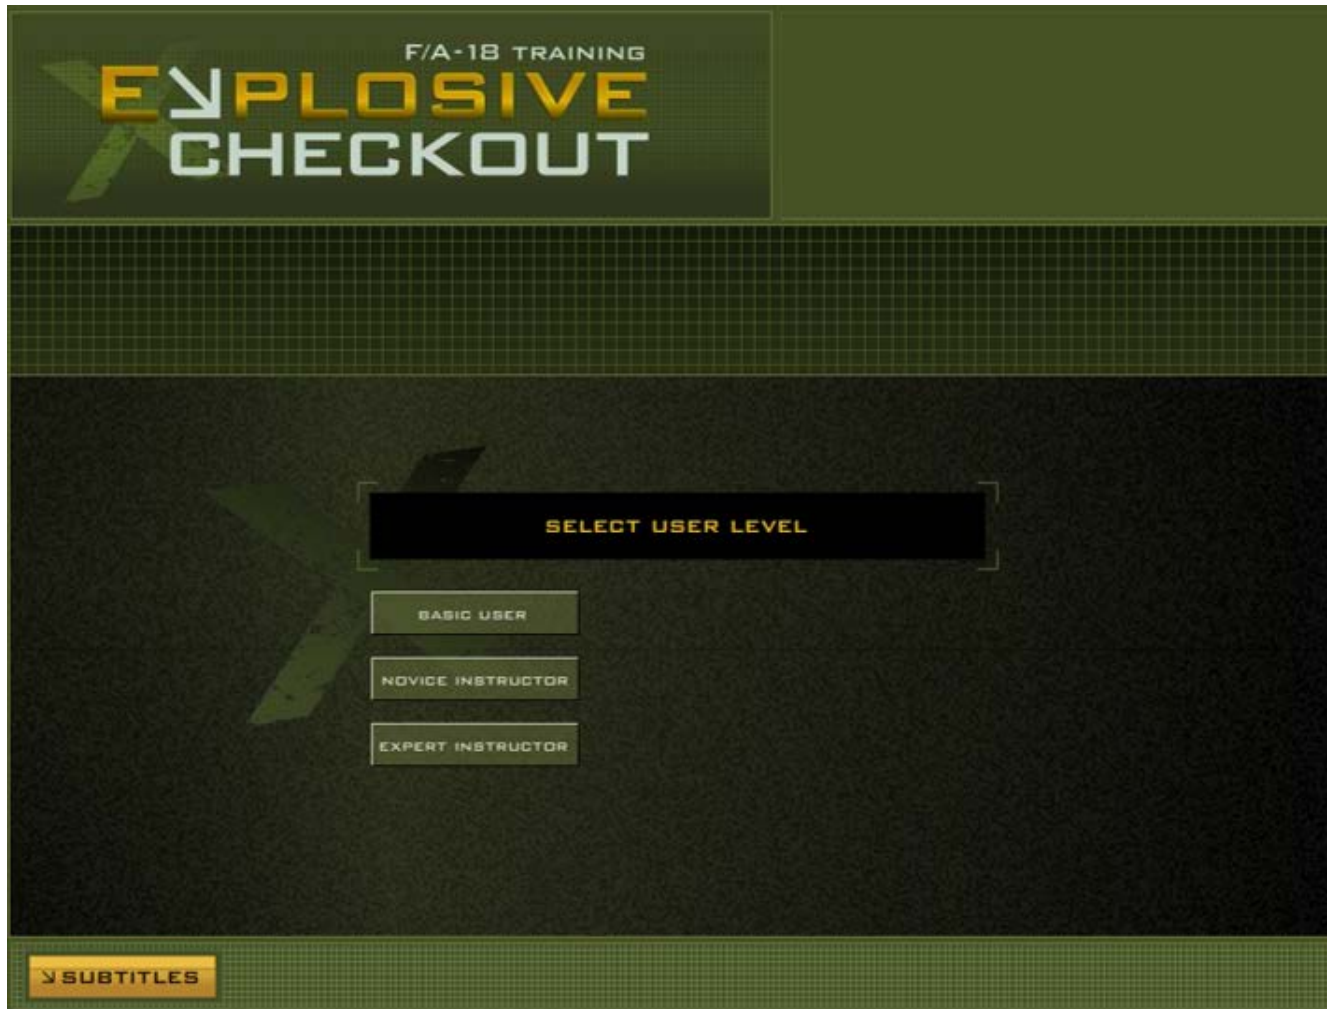 F/A-18 TRAINING
EXPLOSIVE
CHECKOUT
SELECT USER LEVEL
BASIC USER
NOVICE INSTRUCTOR
EXPERT INSTRUCTOR
SUBTITLES